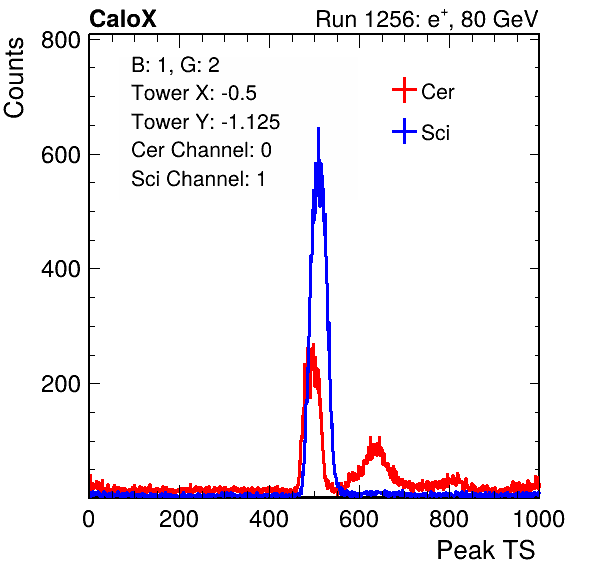 CaloX Run 1256: e+, 80 GeV
Counts
800
600
400
200
B: 1, G: 2
Tower X: -0.5
Tower Y: -1.125
Cer Channel: 0
Sci Channel: 1
Cer
Sci
0 200 400 600 800 1000
Peak TS